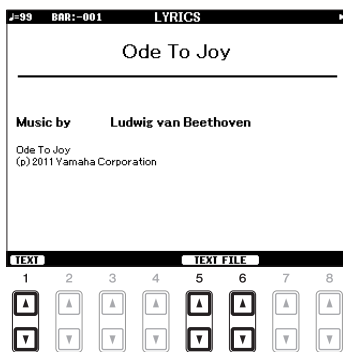 ♩=99 BAR:-001 LYRICS
Ode To Joy
Music by Ludwig van Beethoven
Ode To Joy
(p) 2011 Yamaha Corporation
TEXT TEXT FILE
1 2 3 4 5 6 7 8